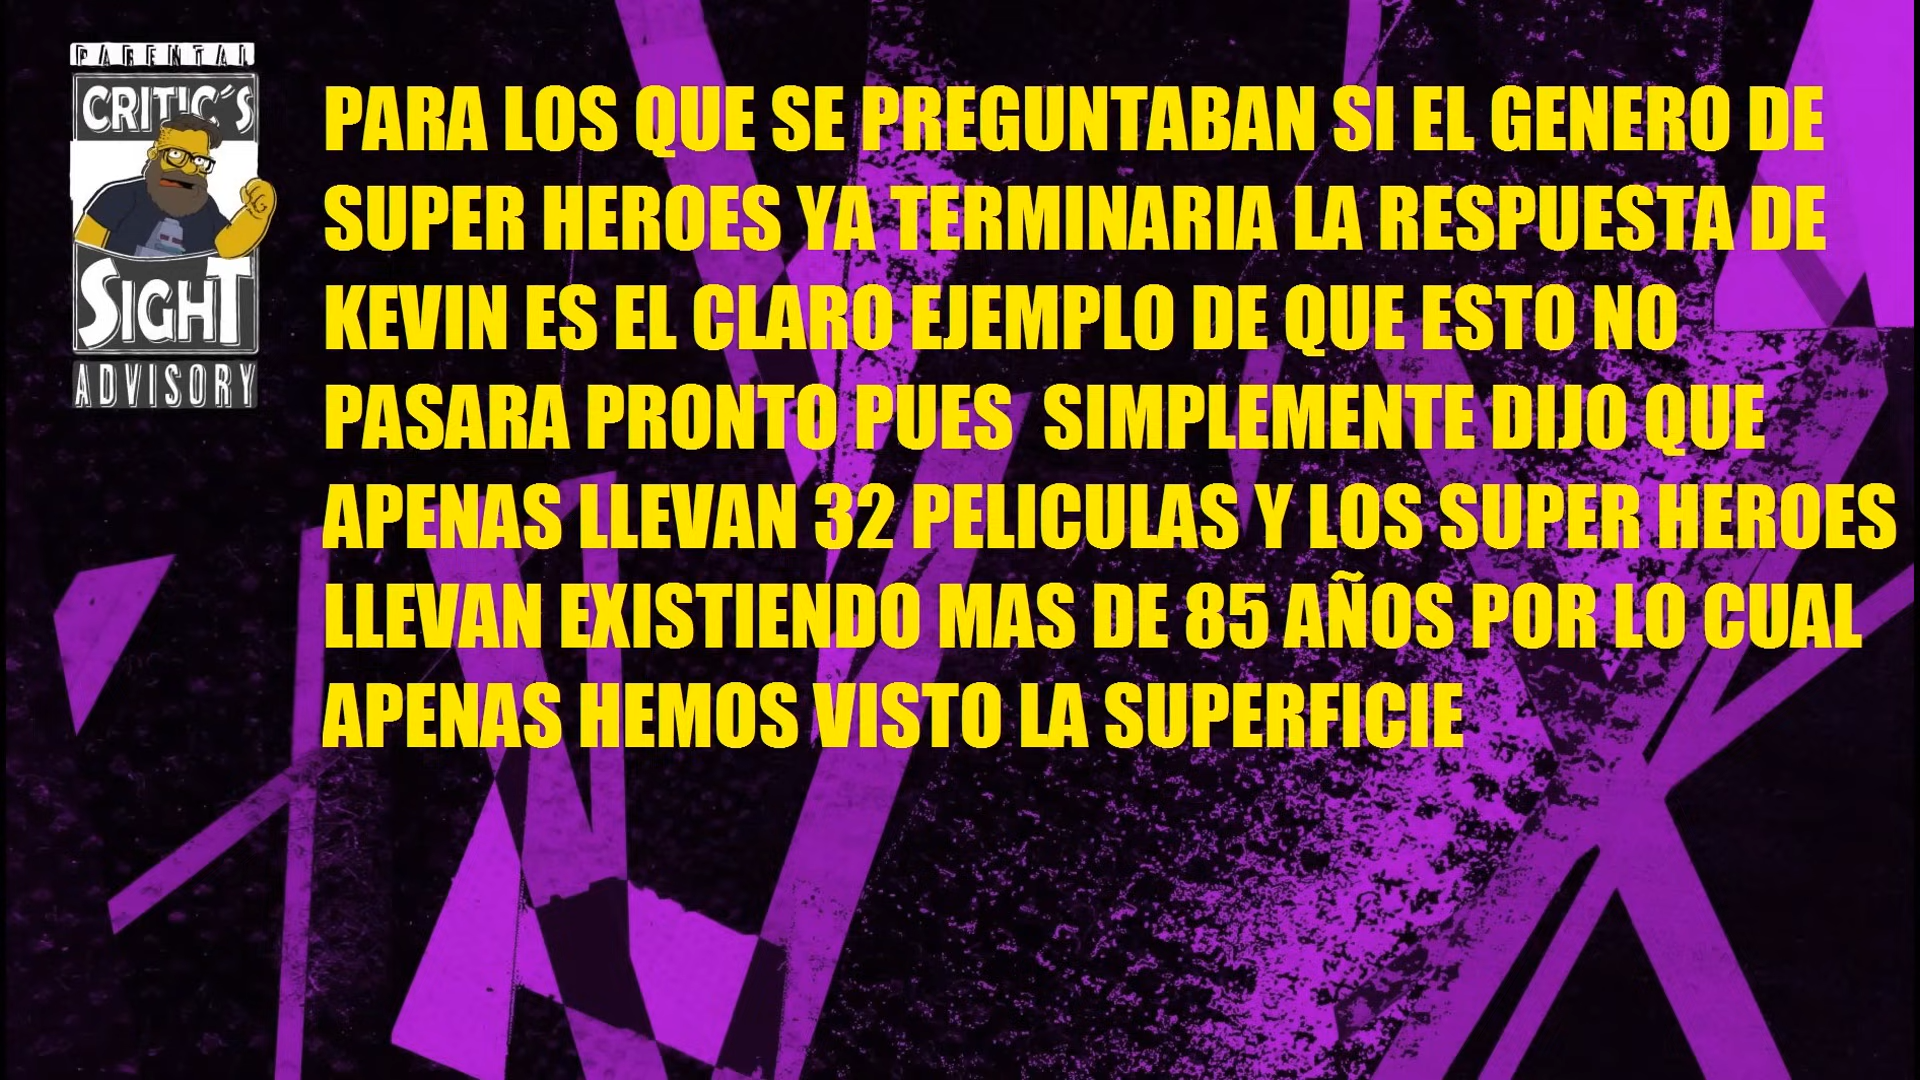 PARENTAL
CRITIC´S
SIGHT
ADVISORY
PARA LOS QUE SE PREGUNTABAN SI EL GENERO DE
SUPER HEROES YA TERMINARIA LA RESPUESTA DE
KEVIN ES EL CLARO EJEMPLO DE QUE ESTO NO
PASARA PRONTO PUES  SIMPLEMENTE DIJO QUE
APENAS LLEVAN 32 PELICULAS Y LOS SUPER HEROES
LLEVAN EXISTIENDO MAS DE 85 AÑOS POR LO CUAL
APENAS HEMOS VISTO LA SUPERFICIE